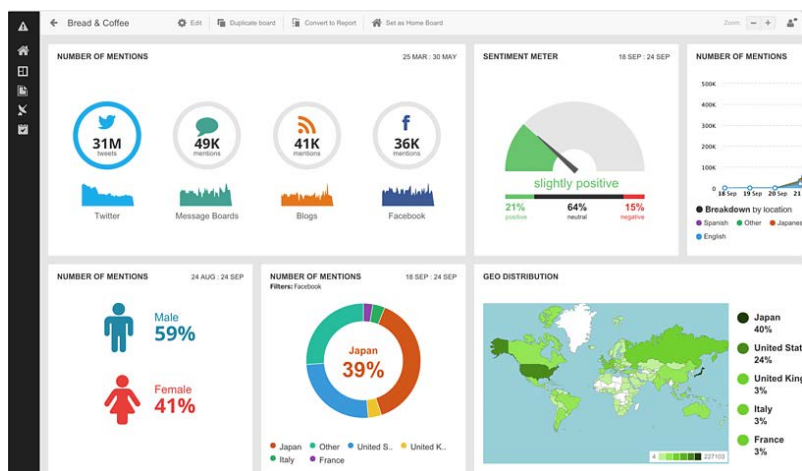 Bread & Coffee
Edit
Duplicate board
Convert to Report
Set as Home Board
Zoom:
NUMBER OF MENTIONS
25 MAR : 30 MAY
31M
tweets
49K
mentions
41K
mentions
36K
mentions
Twitter
Message Boards
Blogs
Facebook
SENTIMENT METER
18 SEP : 24 SEP
slightly positive
21%
positive
64%
neutral
15%
negative
NUMBER OF MENTIONS
500K
400K
300K
200K
100K
0
18 Sep 19 Sep 20 Sep 21
Breakdown by location
Spanish Other Japanes
English
NUMBER OF MENTIONS
24 AUG : 24 SEP
Male
59%
Female
41%
NUMBER OF MENTIONS
18 SEP : 24 SEP
Filters: Facebook
Japan
39%
Japan Other United S.. United K..
Italy France
GEO DISTRIBUTION
4
227103
Japan
40%
United Stat
24%
United King
3%
Italy
3%
France
3%